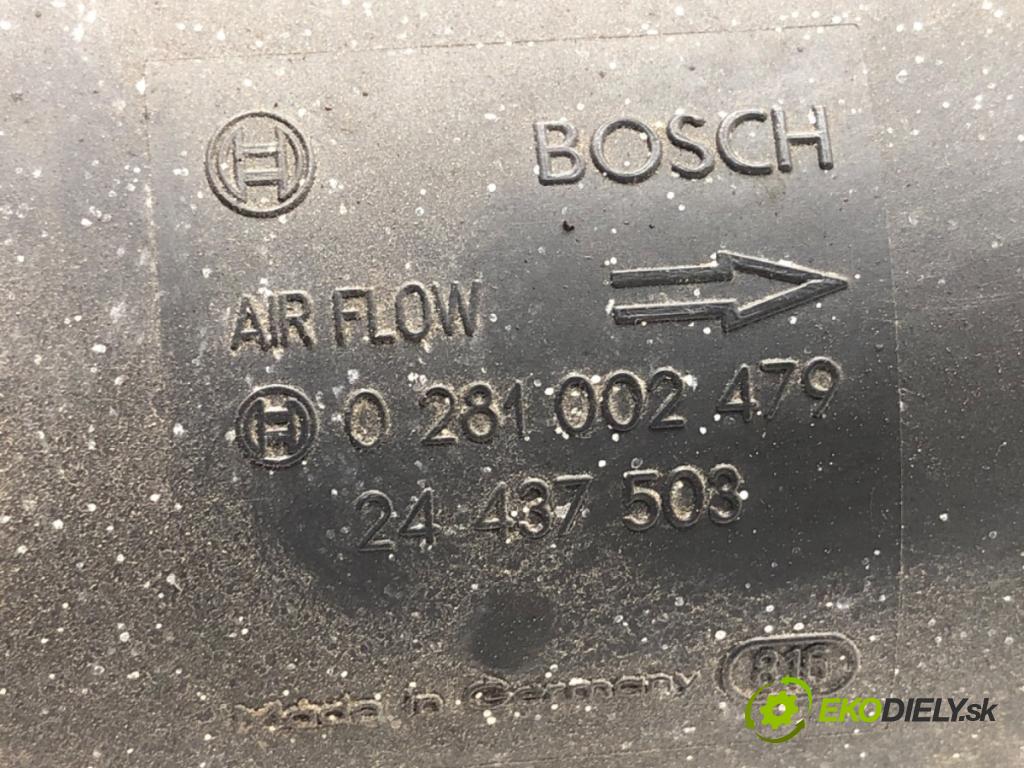 BOSCH
AIR FLOW
0 281 002 479
24 437 503
Made in Germany 815
EKODIELY.sk